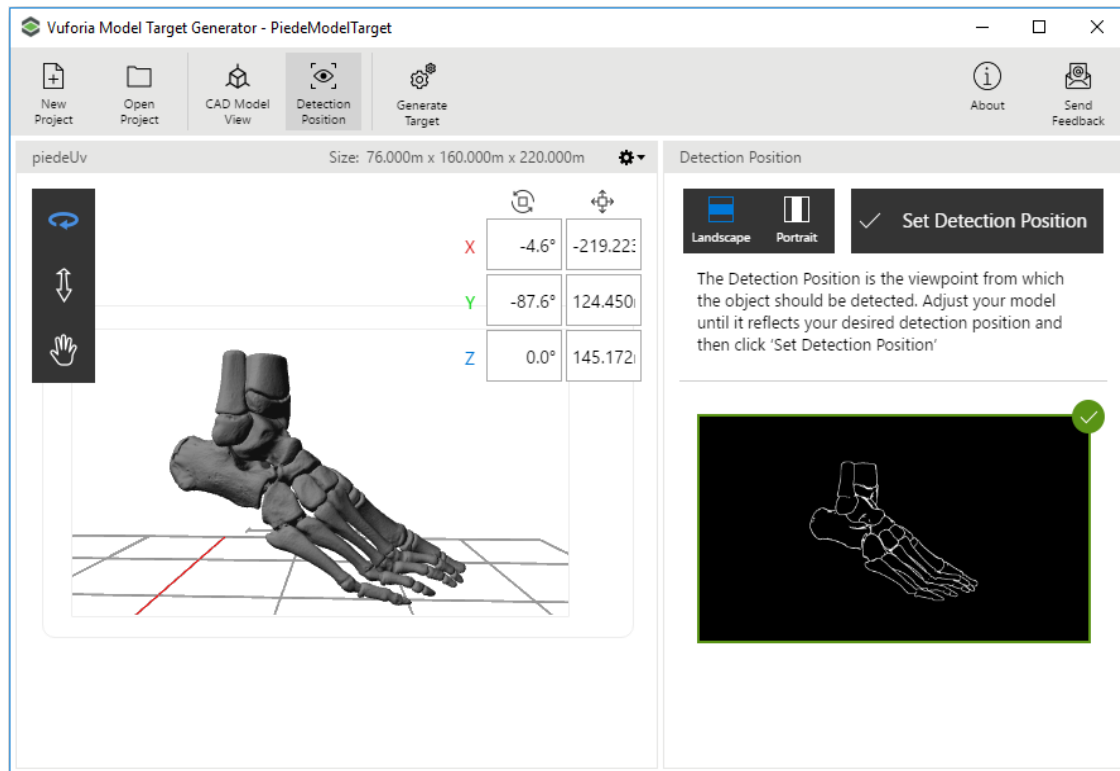 Vuforia Model Target Generator - PiedeModelTarget
New Project
Open Project
CAD Model View
Detection Position
Generate Target
About
Send Feedback
piedeUv
Size: 76.000m x 160.000m x 220.000m
X -4.6° -219.223
Y -87.6° 124.450
Z 0.0° 145.172
Detection Position
Landscape
Portrait
Set Detection Position
The Detection Position is the viewpoint from which
the object should be detected. Adjust your model
until it reflects your desired detection position and
then click 'Set Detection Position'